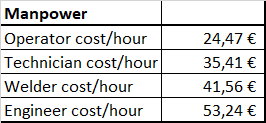 Manpower
Operator cost/hour 24,47 €
Technician cost/hour 35,41 €
Welder cost/hour 41,56 €
Engineer cost/hour 53,24 €